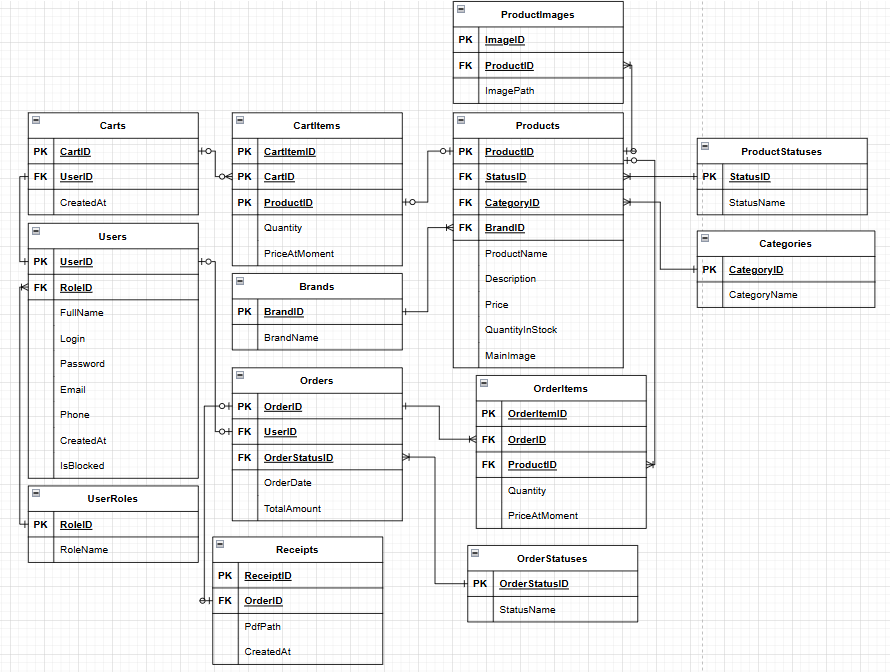 ProductImages
PK ImageID
FK ProductID
ImagePath
Carts
PK CartID
FK UserID
CreatedAt
CartItems
PK CartItemID
PK CartID
PK ProductID
Quantity
PriceAtMoment
Products
PK ProductID
FK StatusID
FK CategoryID
FK BrandID
ProductName
Description
Price
QuantityInStock
MainImage
ProductStatuses
PK StatusID
StatusName
Users
PK UserID
FK RoleID
FullName
Login
Password
Email
Phone
CreatedAt
IsBlocked
Categories
PK CategoryID
CategoryName
Brands
PK BrandID
BrandName
Orders
PK OrderID
FK UserID
FK OrderStatusID
OrderDate
TotalAmount
OrderItems
PK OrderItemID
FK OrderID
FK ProductID
Quantity
PriceAtMoment
UserRoles
PK RoleID
RoleName
Receipts
PK ReceiptID
FK OrderID
PdfPath
CreatedAt
OrderStatuses
PK OrderStatusID
StatusName